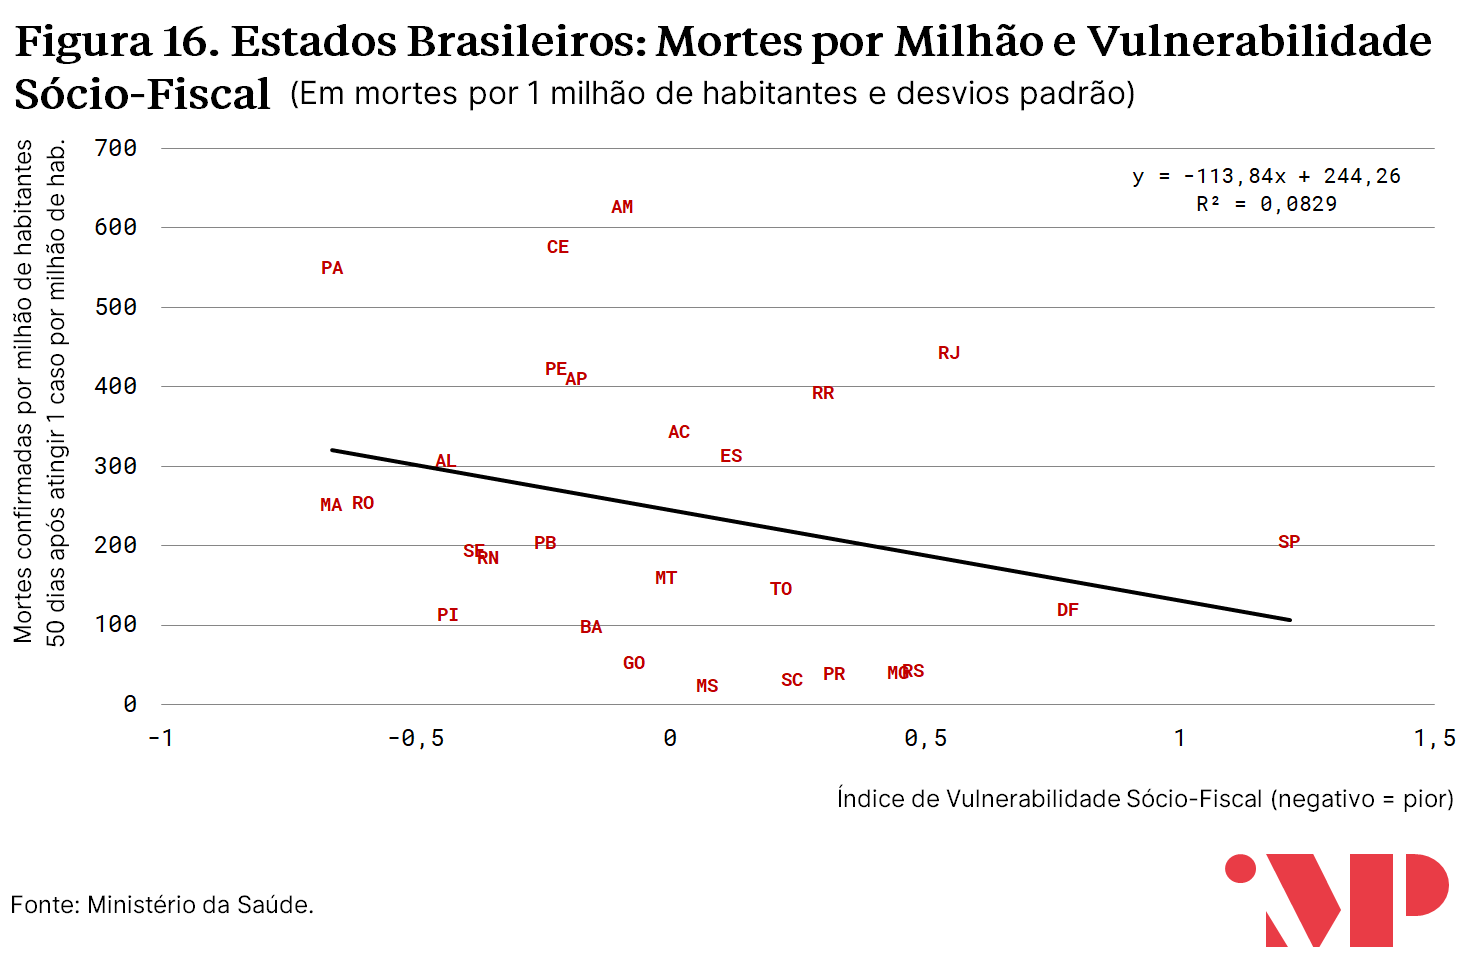 Figura 16. Estados Brasileiros: Mortes por Milhão e Vulnerabilidade
Sócio-Fiscal (Em mortes por 1 milhão de habitantes e desvios padrão)
Mortes confirmadas por milhão de habitantes
50 dias após atingir 1 caso por milhão de hab.
700
y = -113,84x + 244,26
R² = 0,0829
AM
600
CE
PA
500
RJ
PE
AP
400
RR
AC
ES
AL
300
MA
RO
SP
200
PB
SE
RN
MT
TO
DF
PI
100
BA
GO
PR
MG
RS
SC
MS
0
-1
-0,5
0
0,5
1
1,5
Índice de Vulnerabilidade Sócio-Fiscal (negativo = pior)
Fonte: Ministério da Saúde.
iMP